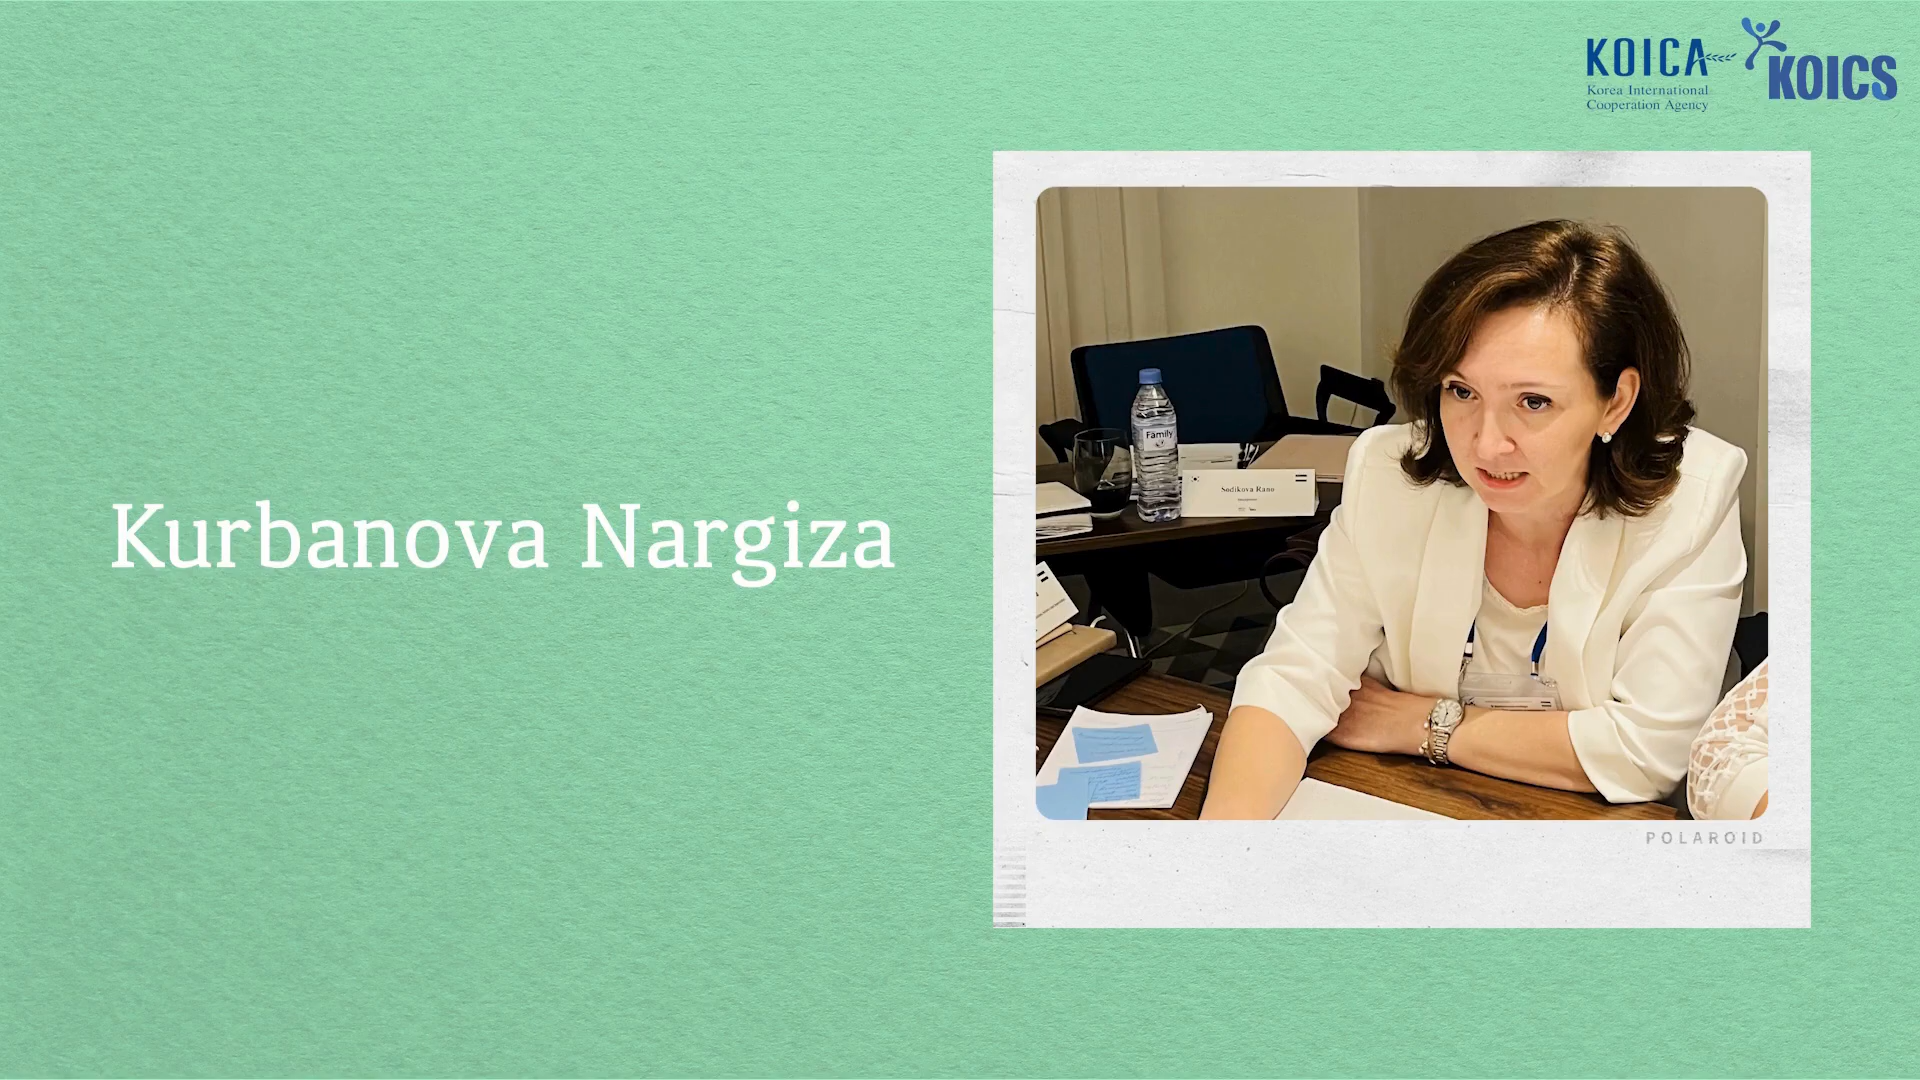 KOICA
Korea International
Cooperation Agency
KOICS
Kurbanova Nargiza
Family
Sodikova Rano
POLAROID